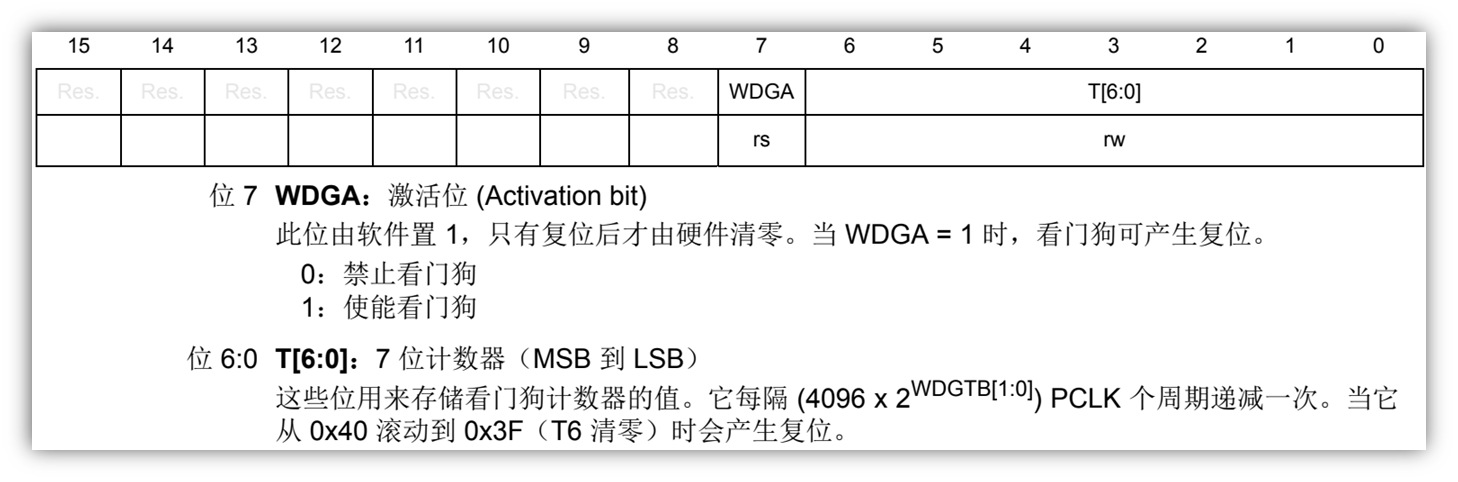 15 14 13 12 11 10 9 8 7 6 5 4 3 2 1 0
Res. Res. Res. Res. Res. Res. Res. Res. WDGA T[6:0]
rs rw
位 7 WDGA：激活位 (Activation bit)
此位由软件置 1，只有复位后才由硬件清零。当 WDGA = 1 时，看门狗可产生复位。
0：禁止看门狗
1：使能看门狗
位 6:0 T[6:0]：7 位计数器（MSB 到 LSB）
这些位用来存储看门狗计数器的值。它每隔 (4096 x 2^WDGTB[1:0]) PCLK 个周期递减一次。当它
从 0x40 滚动到 0x3F（T6 清零）时会产生复位。